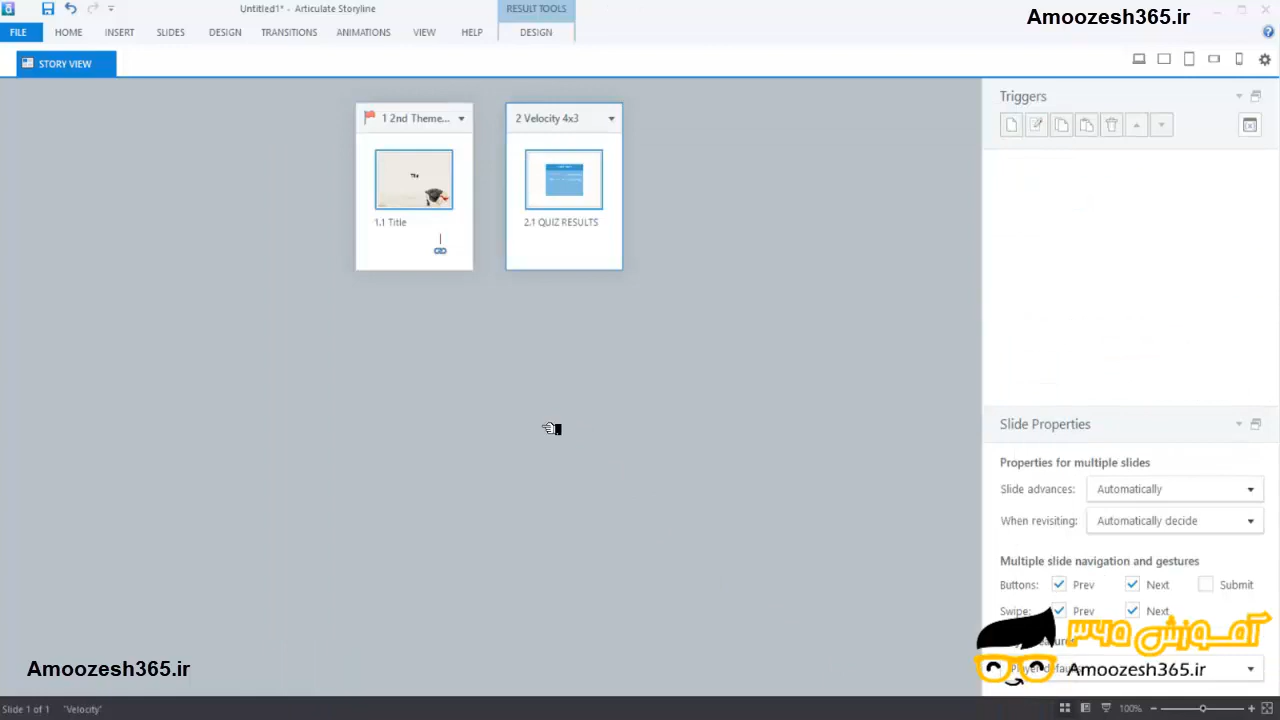 Untitled1* - Articulate Storyline
RESULT TOOLS
Amoozesh365.ir
FILE HOME INSERT SLIDES DESIGN TRANSITIONS ANIMATIONS VIEW HELP DESIGN
STORY VIEW
Triggers
1 2nd Theme...
2 Velocity 4x3
The
1.1 Title
2.1 QUIZ RESULTS
Slide Properties
Properties for multiple slides
Slide advances: Automatically
When revisiting: Automatically decide
Multiple slide navigation and gestures
Buttons: Prev Next Submit
Swipe: Prev Next
آموزش ۳۶۵
Amoozesh365.ir
Amoozesh365.ir
Slide 1 of 1 "Velocity" 100%